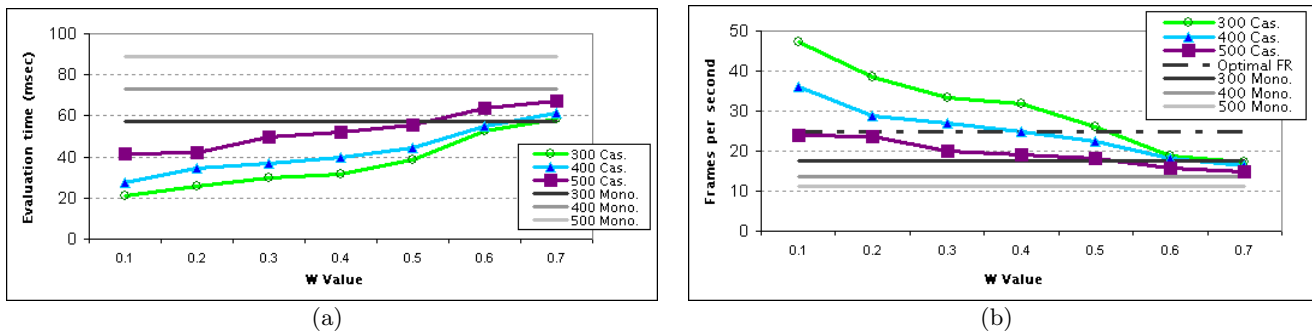 100
80
60
40
20
0
Evaluation time (msec)
0.1 0.2 0.3 0.4 0.5 0.6 0.7
W Value
300 Cas.
400 Cas.
500 Cas.
300 Mono.
400 Mono.
500 Mono.
(a)
50
40
30
20
10
0
Frames per second
0.1 0.2 0.3 0.4 0.5 0.6 0.7
W Value
300 Cas.
400 Cas.
500 Cas.
Optimal FR
300 Mono.
400 Mono.
500 Mono.
(b)